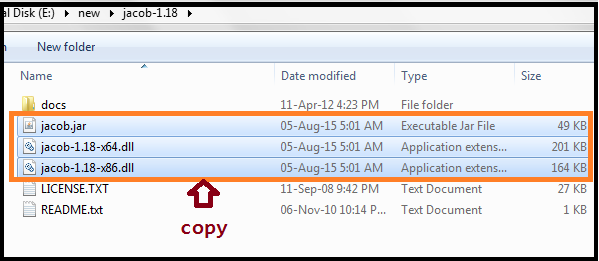 al Disk (E:) ▸ new ▸ jacob-1.18 ▸
New folder
Name Date modified Type Size
docs 11-Apr-12 4:23 PM File folder
jacob.jar 05-Aug-15 5:01 AM Executable Jar File 49 KB
jacob-1.18-x64.dll 05-Aug-15 5:01 AM Application extens... 201 KB
jacob-1.18-x86.dll 05-Aug-15 5:01 AM Application extens... 164 KB
LICENSE.TXT 11-Sep-08 9:42 PM Text Document 27 KB
README.txt 06-Nov-10 10:14 P... Text Document 1 KB
copy